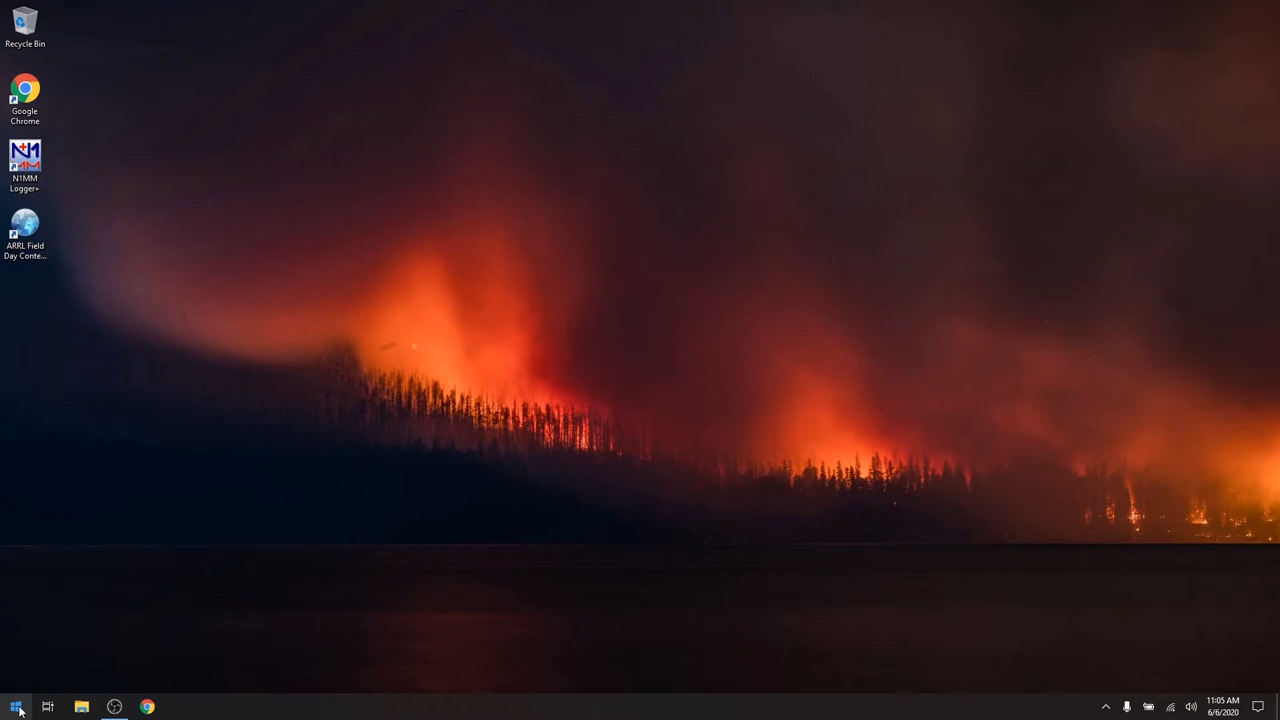 Recycle Bin
Google
Chrome
N1MM
Logger+
ARRL Field
Day Conte...
11:05 AM
6/6/2020